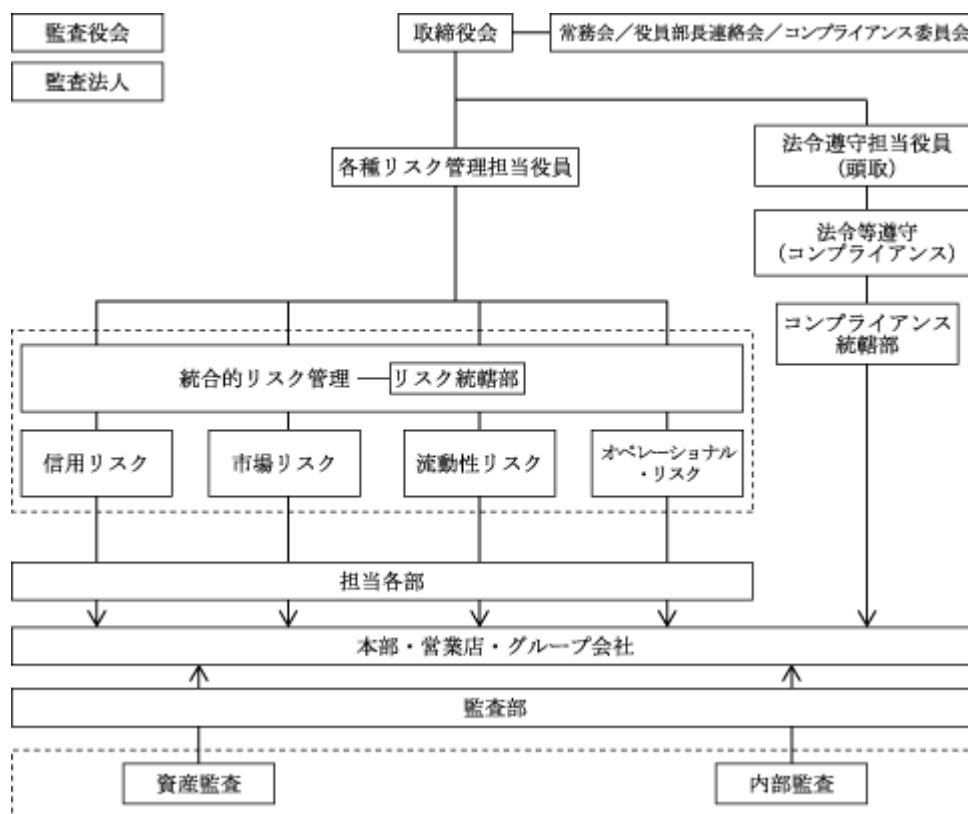 監査役会
取締役会
常務会／役員部長連絡会／コンプライアンス委員会
監査法人
各種リスク管理担当役員
法令遵守担当役員
(頭取)
法令等遵守
(コンプライアンス)
コンプライアンス
統轄部
統合的リスク管理
リスク統轄部
信用リスク
市場リスク
流動性リスク
オペレーショナル
・リスク
担当各部
本部・営業店・グループ会社
監査部
資産監査
内部監査